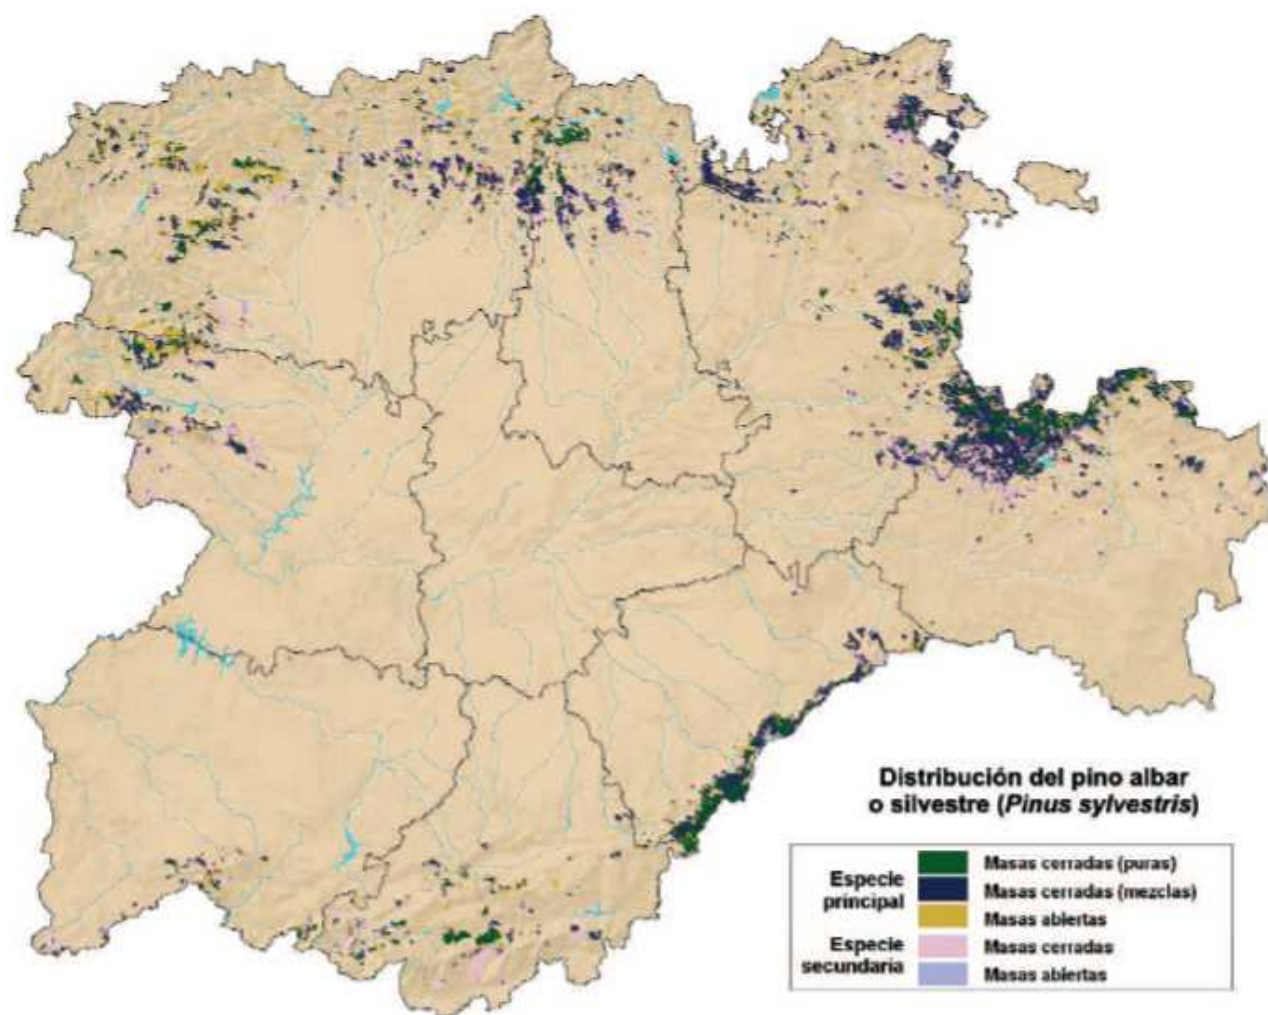 Distribución del pino albar
o silvestre (Pinus sylvestris)
Especie
principal
Masas cerradas (puras)
Masas cerradas (mezclas)
Masas abiertas
Especie
secundaria
Masas cerradas
Masas abiertas